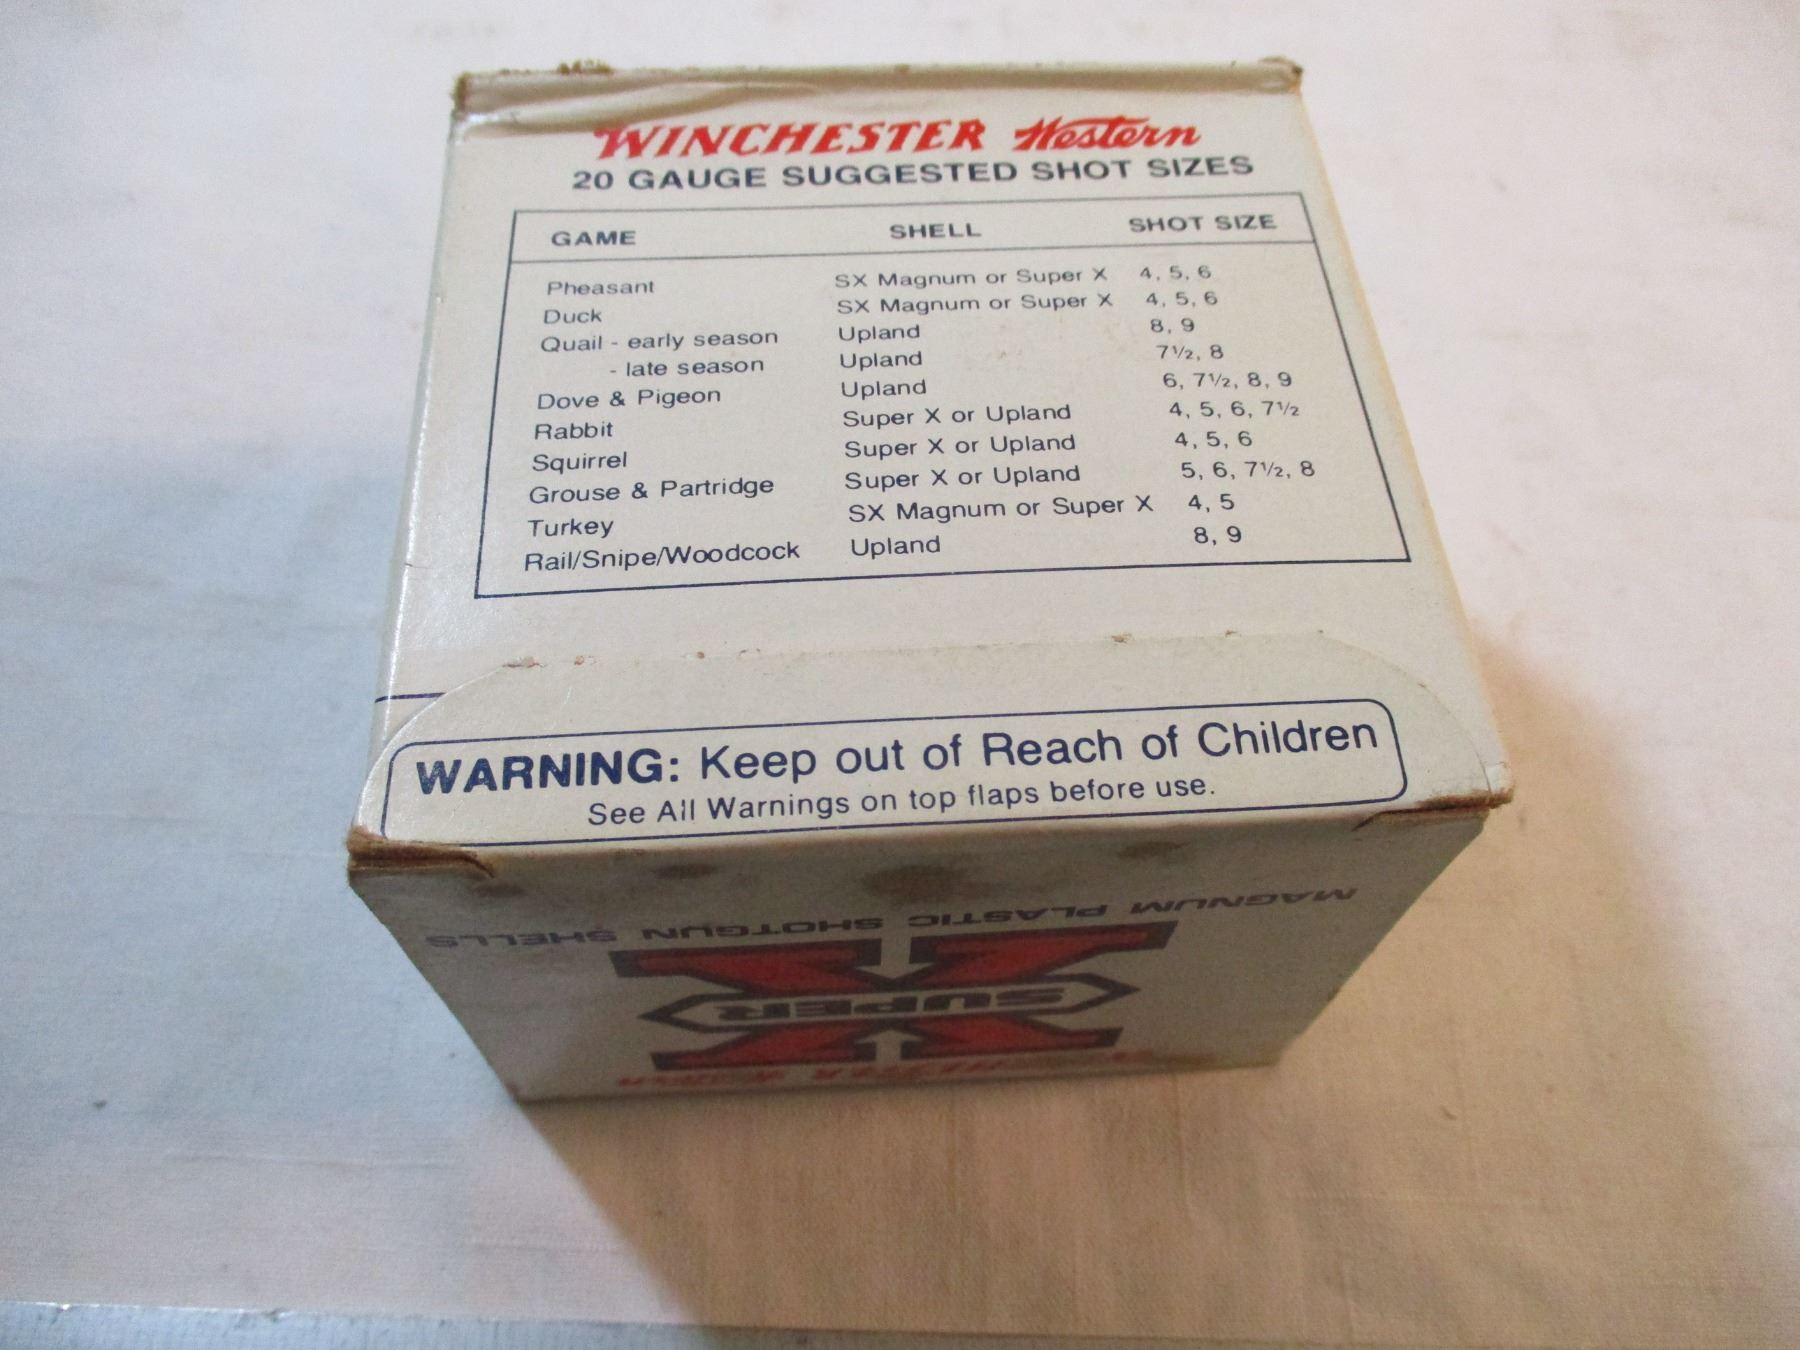 WINCHESTER Western
20 GAUGE SUGGESTED SHOT SIZES
GAME SHELL SHOT SIZE
Pheasant SX Magnum or Super X 4, 5, 6
Duck SX Magnum or Super X 4, 5, 6
Quail - early season Upland 8, 9
- late season Upland 7½, 8
Dove & Pigeon Upland 6, 7½, 8, 9
Rabbit Super X or Upland 4, 5, 6, 7½
Squirrel Super X or Upland 4, 5, 6
Grouse & Partridge Super X or Upland 5, 6, 7½, 8
Turkey SX Magnum or Super X 4, 5
Rail/Snipe/Woodcock Upland 8, 9
WARNING: Keep out of Reach of Children
See All Warnings on top flaps before use.
MAGNUM PLASTIC SHOTGUN SHELLS
SUPER
X X